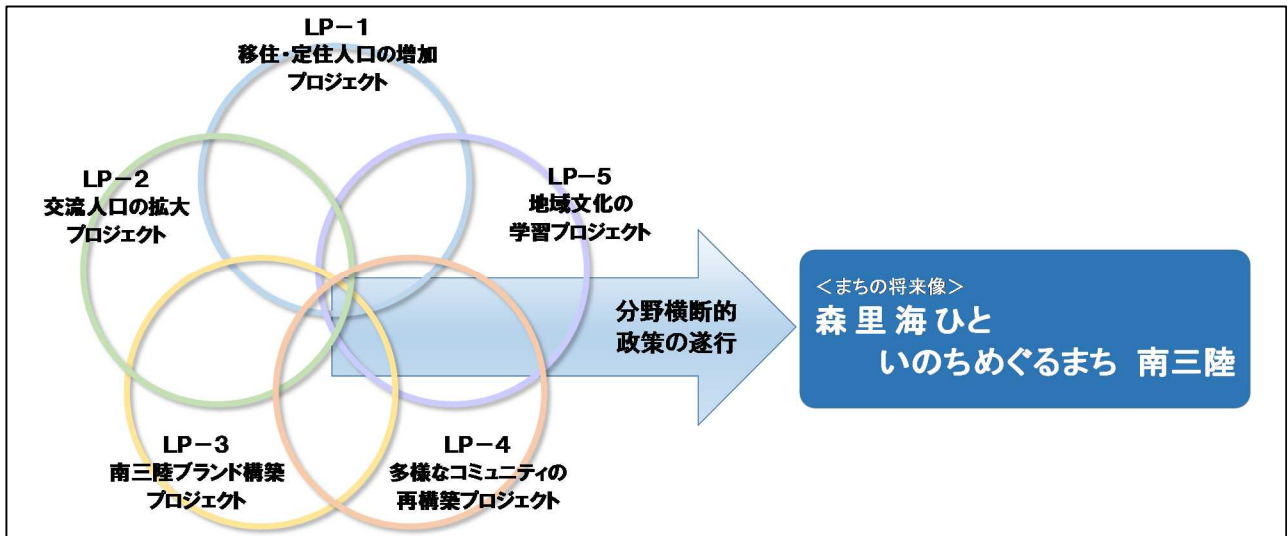 LP-1
移住・定住人口の増加
プロジェクト
LP-2
交流人口の拡大
プロジェクト
LP-5
地域文化の
学習プロジェクト
LP-3
南三陸ブランド構築
プロジェクト
LP-4
多様なコミュニティの
再構築プロジェクト
分野横断的
政策の遂行
＜まちの将来像＞
森 里 海 ひと
いのちめぐるまち 南三陸